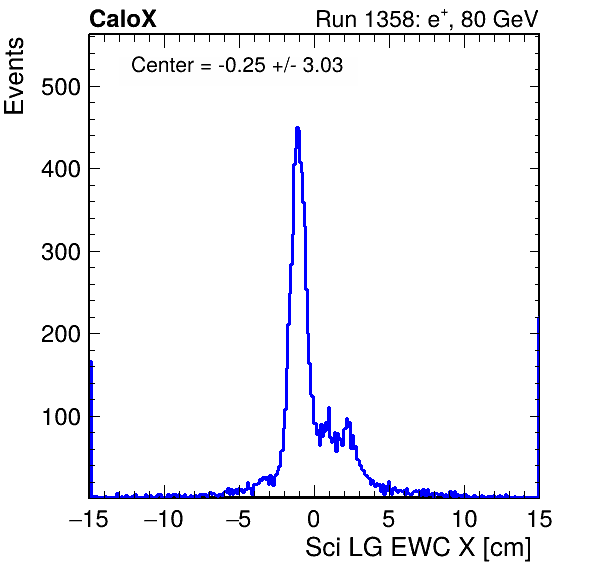 CaloX Run 1358: e⁺, 80 GeV
Center = -0.25 +/- 3.03
Events
500
400
300
200
100
−15 −10 −5 0 5 10 15
Sci LG EWC X [cm]